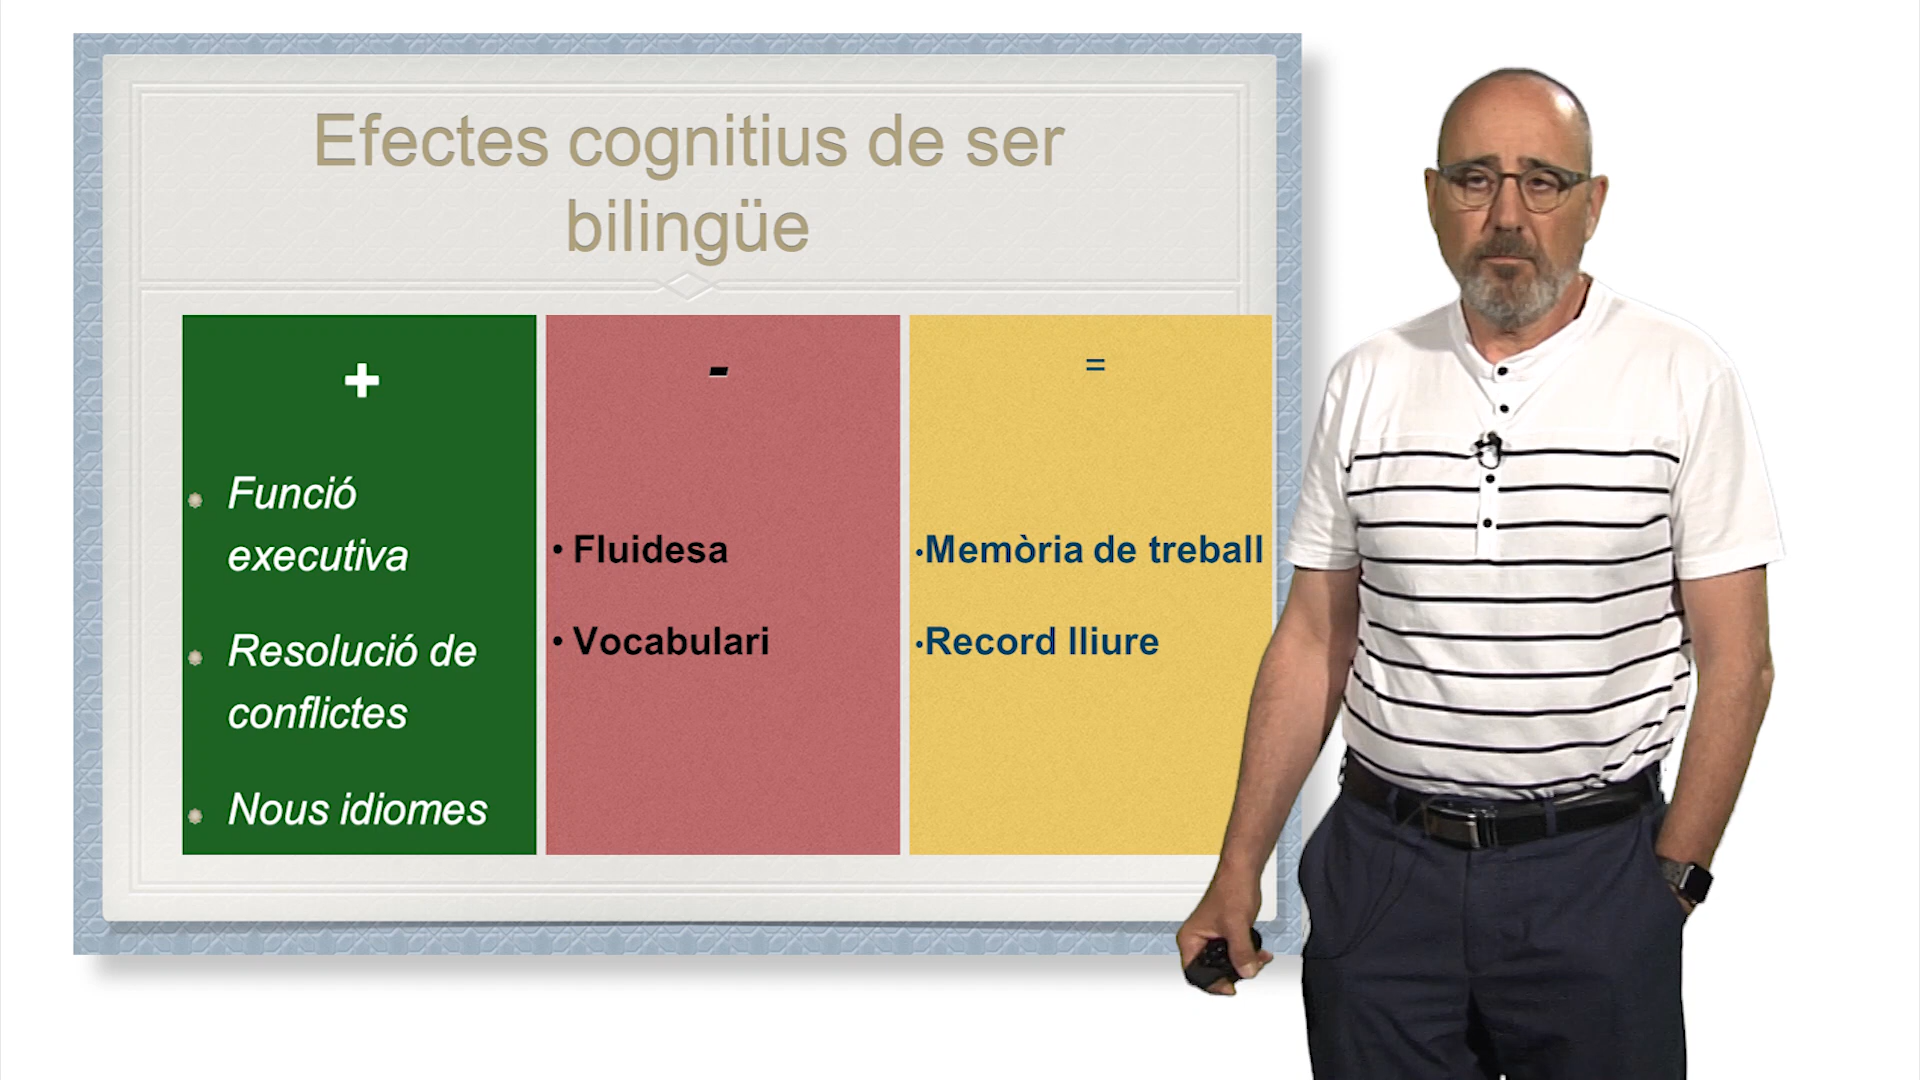 Efectes cognitius de ser
bilingüe
+
Funció
executiva
Resolució de
conflictes
Nous idiomes
-
• Fluidesa
• Vocabulari
=
•Memòria de treball
•Record lliure